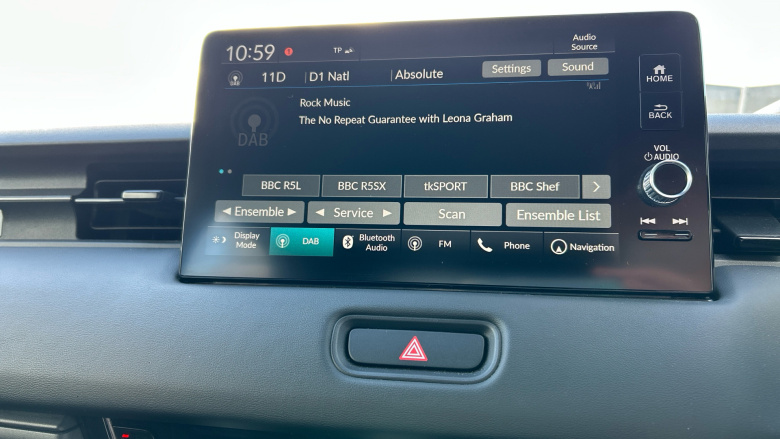 10:59
TP
Audio
Source
11D D1 Natl Absolute
Settings Sound
Rock Music
The No Repeat Guarantee with Leona Graham
DAB
BBC R5L BBC R5SX tkSPORT BBC Shef
Ensemble Service Scan Ensemble List
Display
Mode
DAB
Bluetooth
Audio
FM
Phone
Navigation
HOME
BACK
VOL
AUDIO